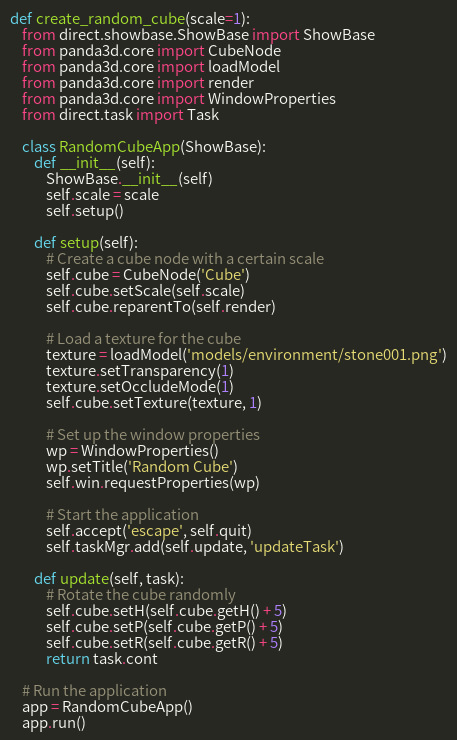 def create_random_cube(scale=1):
    from direct.showbase.ShowBase import ShowBase
    from panda3d.core import CubeNode
    from panda3d.core import loadModel
    from panda3d.core import render
    from panda3d.core import WindowProperties
    from direct.task import Task

    class RandomCubeApp(ShowBase):
        def __init__(self):
            ShowBase.__init__(self)
            self.scale = scale
            self.setup()

        def setup(self):
            # Create a cube node with a certain scale
            self.cube = CubeNode('Cube')
            self.cube.setScale(self.scale)
            self.cube.reparentTo(self.render)

            # Load a texture for the cube
            texture = loadModel('models/environment/stone001.png')
            texture.setTransparency(1)
            texture.setOccludeMode(1)
            self.cube.setTexture(texture, 1)

            # Set up the window properties
            wp = WindowProperties()
            wp.setTitle('Random Cube')
            self.win.requestProperties(wp)

            # Start the application
            self.accept('escape', self.quit)
            self.taskMgr.add(self.update, 'updateTask')

        def update(self, task):
            # Rotate the cube randomly
            self.cube.setH(self.cube.getH() + 5)
            self.cube.setP(self.cube.getP() + 5)
            self.cube.setR(self.cube.getR() + 5)
            return task.cont

    # Run the application
    app = RandomCubeApp()
    app.run()